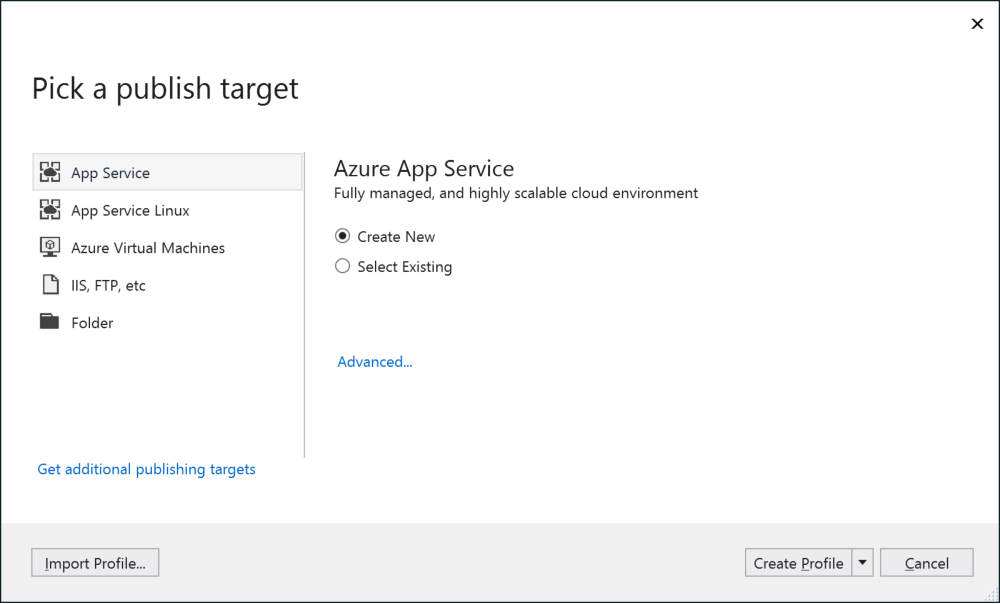 Pick a publish target
App Service
App Service Linux
Azure Virtual Machines
IIS, FTP, etc
Folder
Get additional publishing targets
Azure App Service
Fully managed, and highly scalable cloud environment
Create New
Select Existing
Advanced...
Import Profile...
Create Profile
Cancel